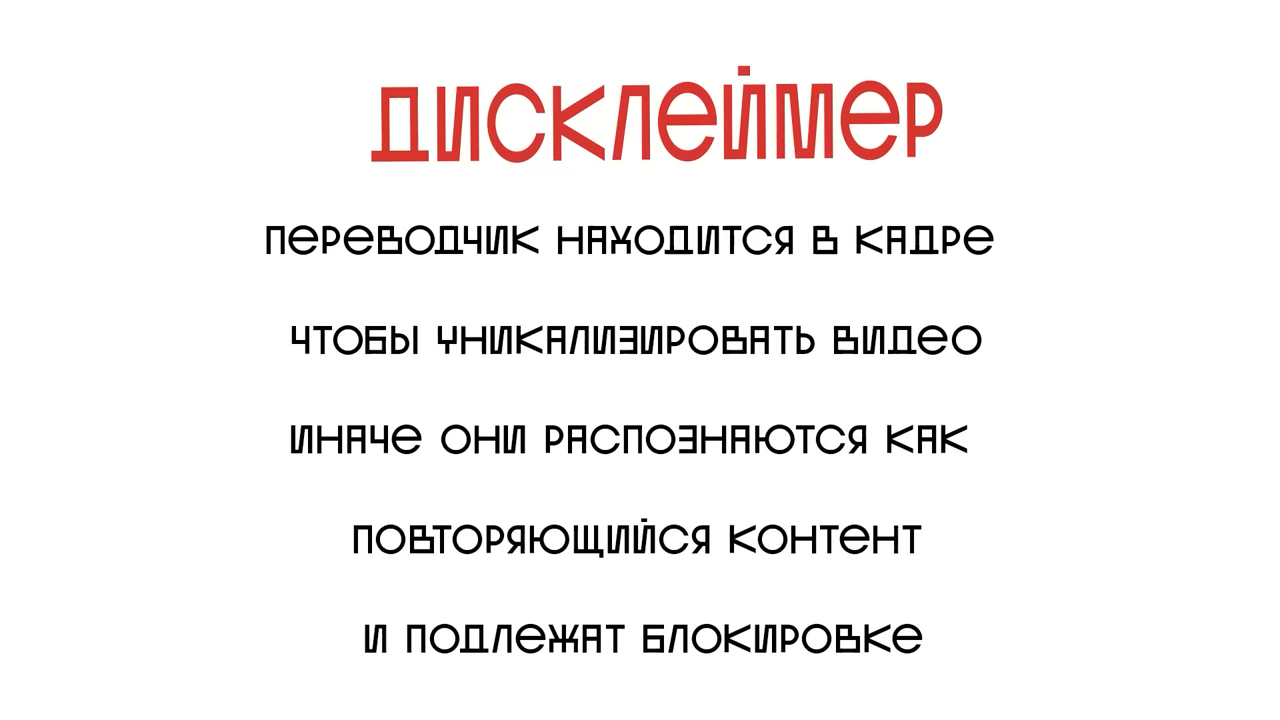 ДИСКЛЕЙМЕР
ПЕРЕВОДЧИК НАХОДИТСЯ В КАДРЕ
ЧТОБЫ УНИКАЛИЗИРОВАТЬ ВИДЕО
ИНАЧЕ ОНИ РАСПОЗНАЮТСЯ КАК
ПОВТОРЯЮЩИЙСЯ КОНТЕНТ
И ПОДЛЕЖАТ БЛОКИРОВКЕ